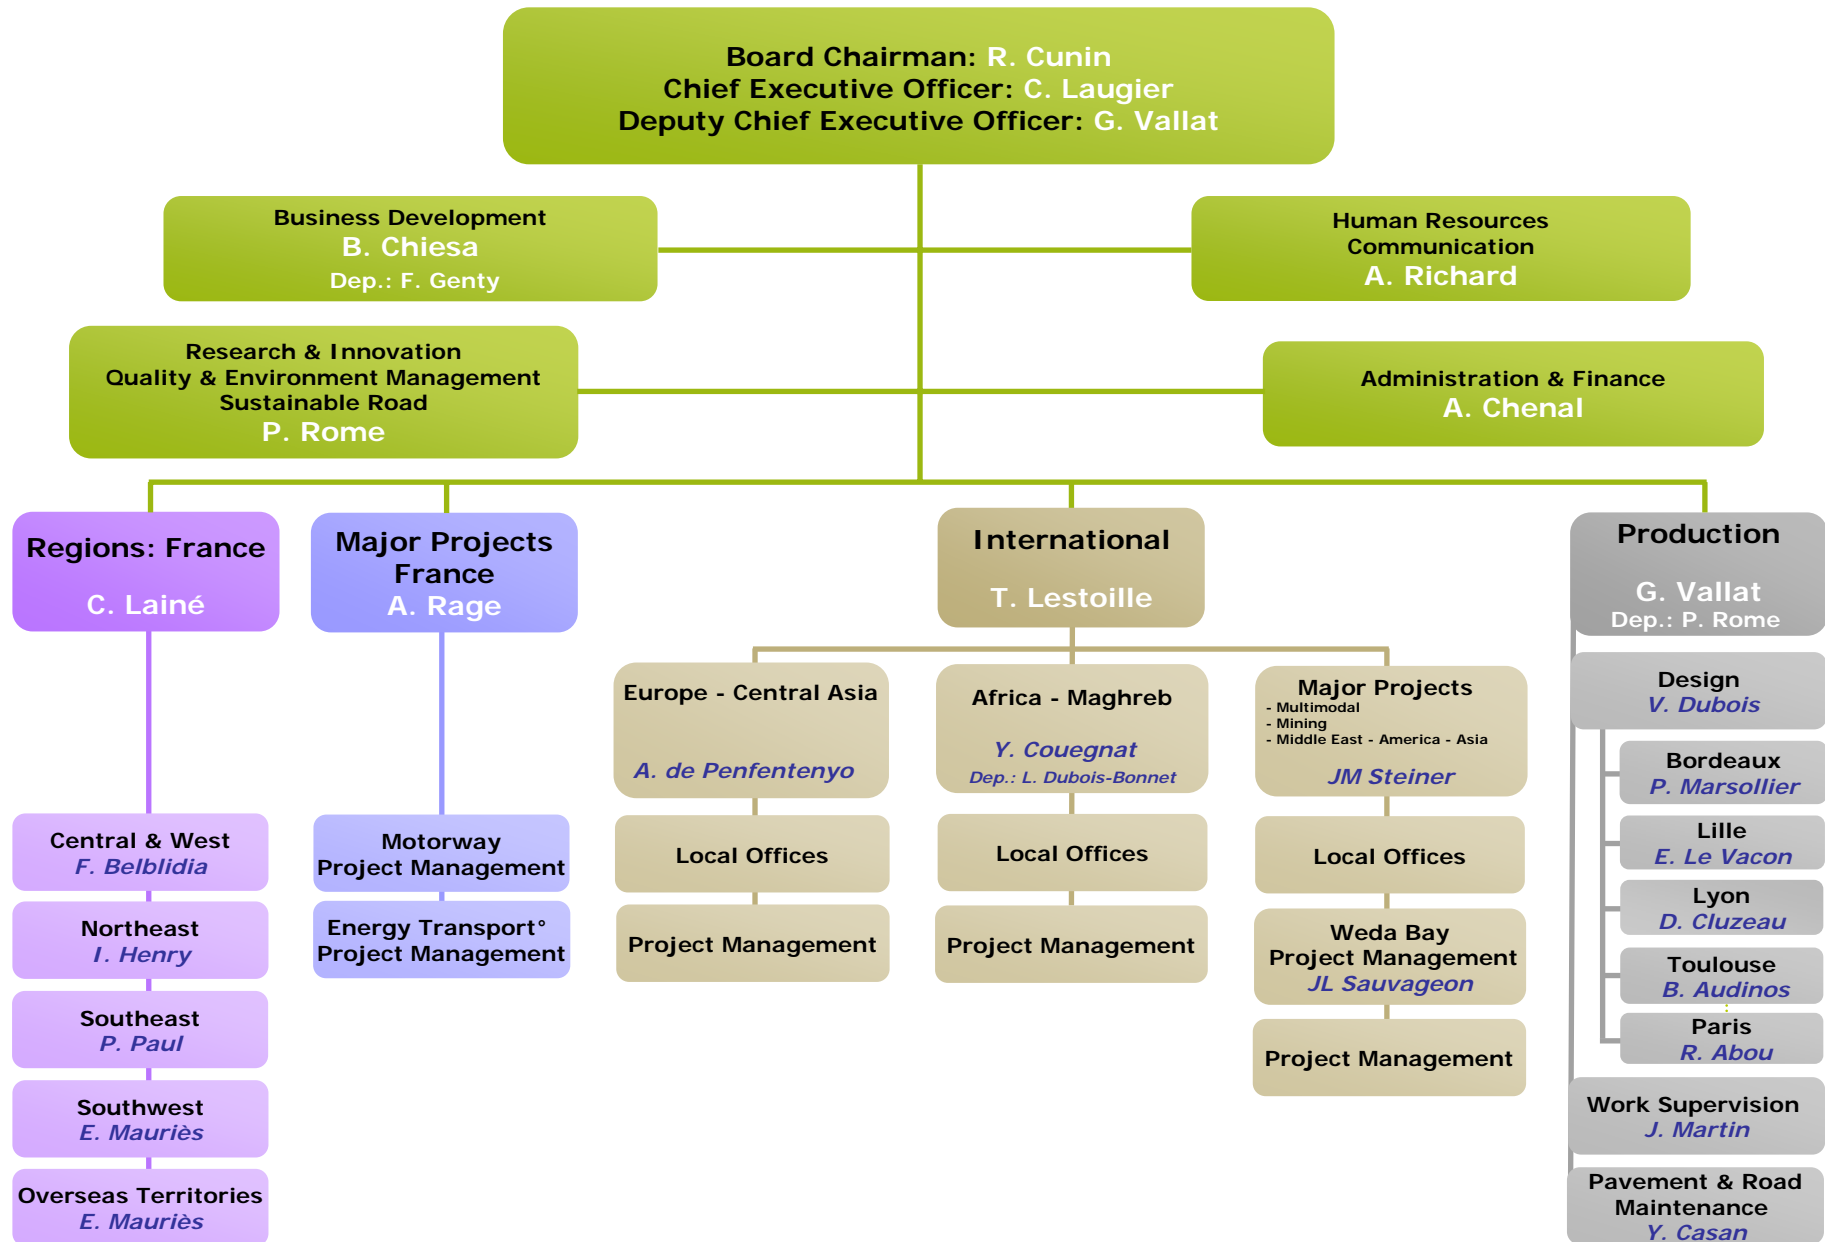 Board Chairman: R. Cunin
Chief Executive Officer: C. Laugier
Deputy Chief Executive Officer: G. Vallat
Business Development
B. Chiesa
Dep.: F. Genty
Human Resources
Communication
A. Richard
Research & Innovation
Quality & Environment Management
Sustainable Road
P. Rome
Administration & Finance
A. Chenal
Regions: France
C. Lainé
Central & West
F. Belblidia
Northeast
I. Henry
Southeast
P. Paul
Southwest
E. Mauriès
Overseas Territories
E. Mauriès
Major Projects
France
A. Rage
Motorway
Project Management
Energy Transport°
Project Management
International
T. Lestoille
Europe - Central Asia
A. de Penfentenyo
Local Offices
Project Management
Africa - Maghreb
Y. Couegnat
Dep.: L. Dubois-Bonnet
Local Offices
Project Management
Major Projects
- Multimodal
- Mining
- Middle East - America - Asia
JM Steiner
Local Offices
Weda Bay
Project Management
JL Sauvageon
Project Management
Production
G. Vallat
Dep.: P. Rome
Design
V. Dubois
Bordeaux
P. Marsollier
Lille
E. Le Vacon
Lyon
D. Cluzeau
Toulouse
B. Audinos
Paris
R. Abou
Work Supervision
J. Martin
Pavement & Road
Maintenance
Y. Casan